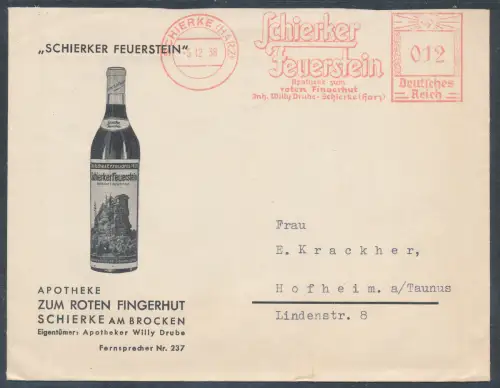 „SCHIERKER FEUERSTEIN"
SCHIERKE (HARZ)
12 38
Schierker
Feuerstein
Apotheke zum
roten Fingerhut
Inh. Willy Drube - Schierke (Harz)
012
Deutsches
Reich
Schierker Feuerstein
APOTHEKE
ZUM ROTEN FINGERHUT
SCHIERKE AM BROCKEN
Eigentümer: Apotheker Willy Drube
Fernsprecher Nr. 237
Frau
E. Krackher,
Hofheim. a/Taunus
Lindenstr. 8